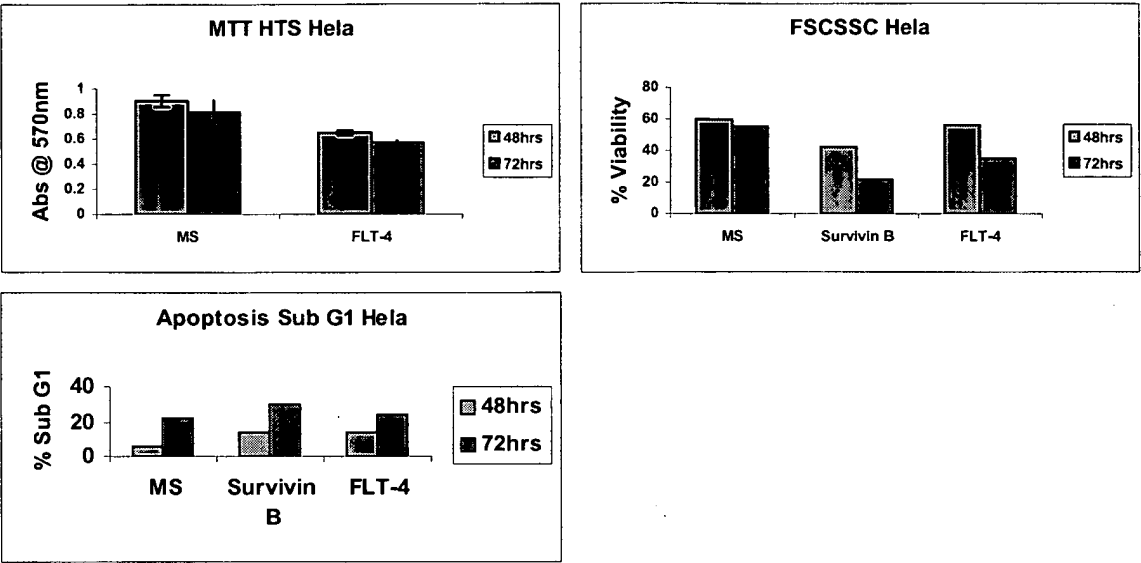 MTT HTS Hela
Abs @ 570nm
1
0.8
0.6
0.4
0.2
0
MS
FLT-4
48hrs
72hrs
FSCSSC Hela
% Viability
80
60
40
20
0
MS
Survivin B
FLT-4
48hrs
72hrs
Apoptosis Sub G1 Hela
% Sub G1
40
20
0
MS
Survivin
B
FLT-4
48hrs
72hrs